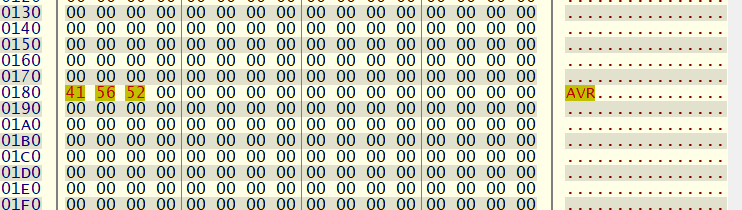 0130 00 00 00 00 00 00 00 00 00 00 00 00 00 00 00 00 ................
0140 00 00 00 00 00 00 00 00 00 00 00 00 00 00 00 00 ................
0150 00 00 00 00 00 00 00 00 00 00 00 00 00 00 00 00 ................
0160 00 00 00 00 00 00 00 00 00 00 00 00 00 00 00 00 ................
0170 00 00 00 00 00 00 00 00 00 00 00 00 00 00 00 00 ................
0180 41 56 52 00 00 00 00 00 00 00 00 00 00 00 00 00 AVR.............
0190 00 00 00 00 00 00 00 00 00 00 00 00 00 00 00 00 ................
01A0 00 00 00 00 00 00 00 00 00 00 00 00 00 00 00 00 ................
01B0 00 00 00 00 00 00 00 00 00 00 00 00 00 00 00 00 ................
01C0 00 00 00 00 00 00 00 00 00 00 00 00 00 00 00 00 ................
01D0 00 00 00 00 00 00 00 00 00 00 00 00 00 00 00 00 ................
01E0 00 00 00 00 00 00 00 00 00 00 00 00 00 00 00 00 ................
01F0 00 00 00 00 00 00 00 00 00 00 00 00 00 00 00 00 ................